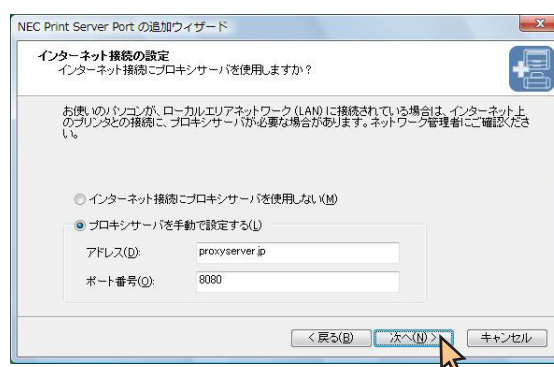 NEC Print Server Port の追加ウィザード
インターネット接続の設定
インターネット接続にプロキシサーバを使用しますか？
お使いのパソコンが、ローカルエリアネットワーク (LAN) に接続されている場合は、インターネット上
のプリンタとの接続に、プロキシサーバが必要な場合があります。ネットワーク管理者にご確認くださ
い。
インターネット接続にプロキシサーバを使用しない(M)
プロキシサーバを手動で設定する(L)
アドレス(D): proxyserver.jp
ポート番号(O): 8080
< 戻る(B) 次へ(N) > キャンセル